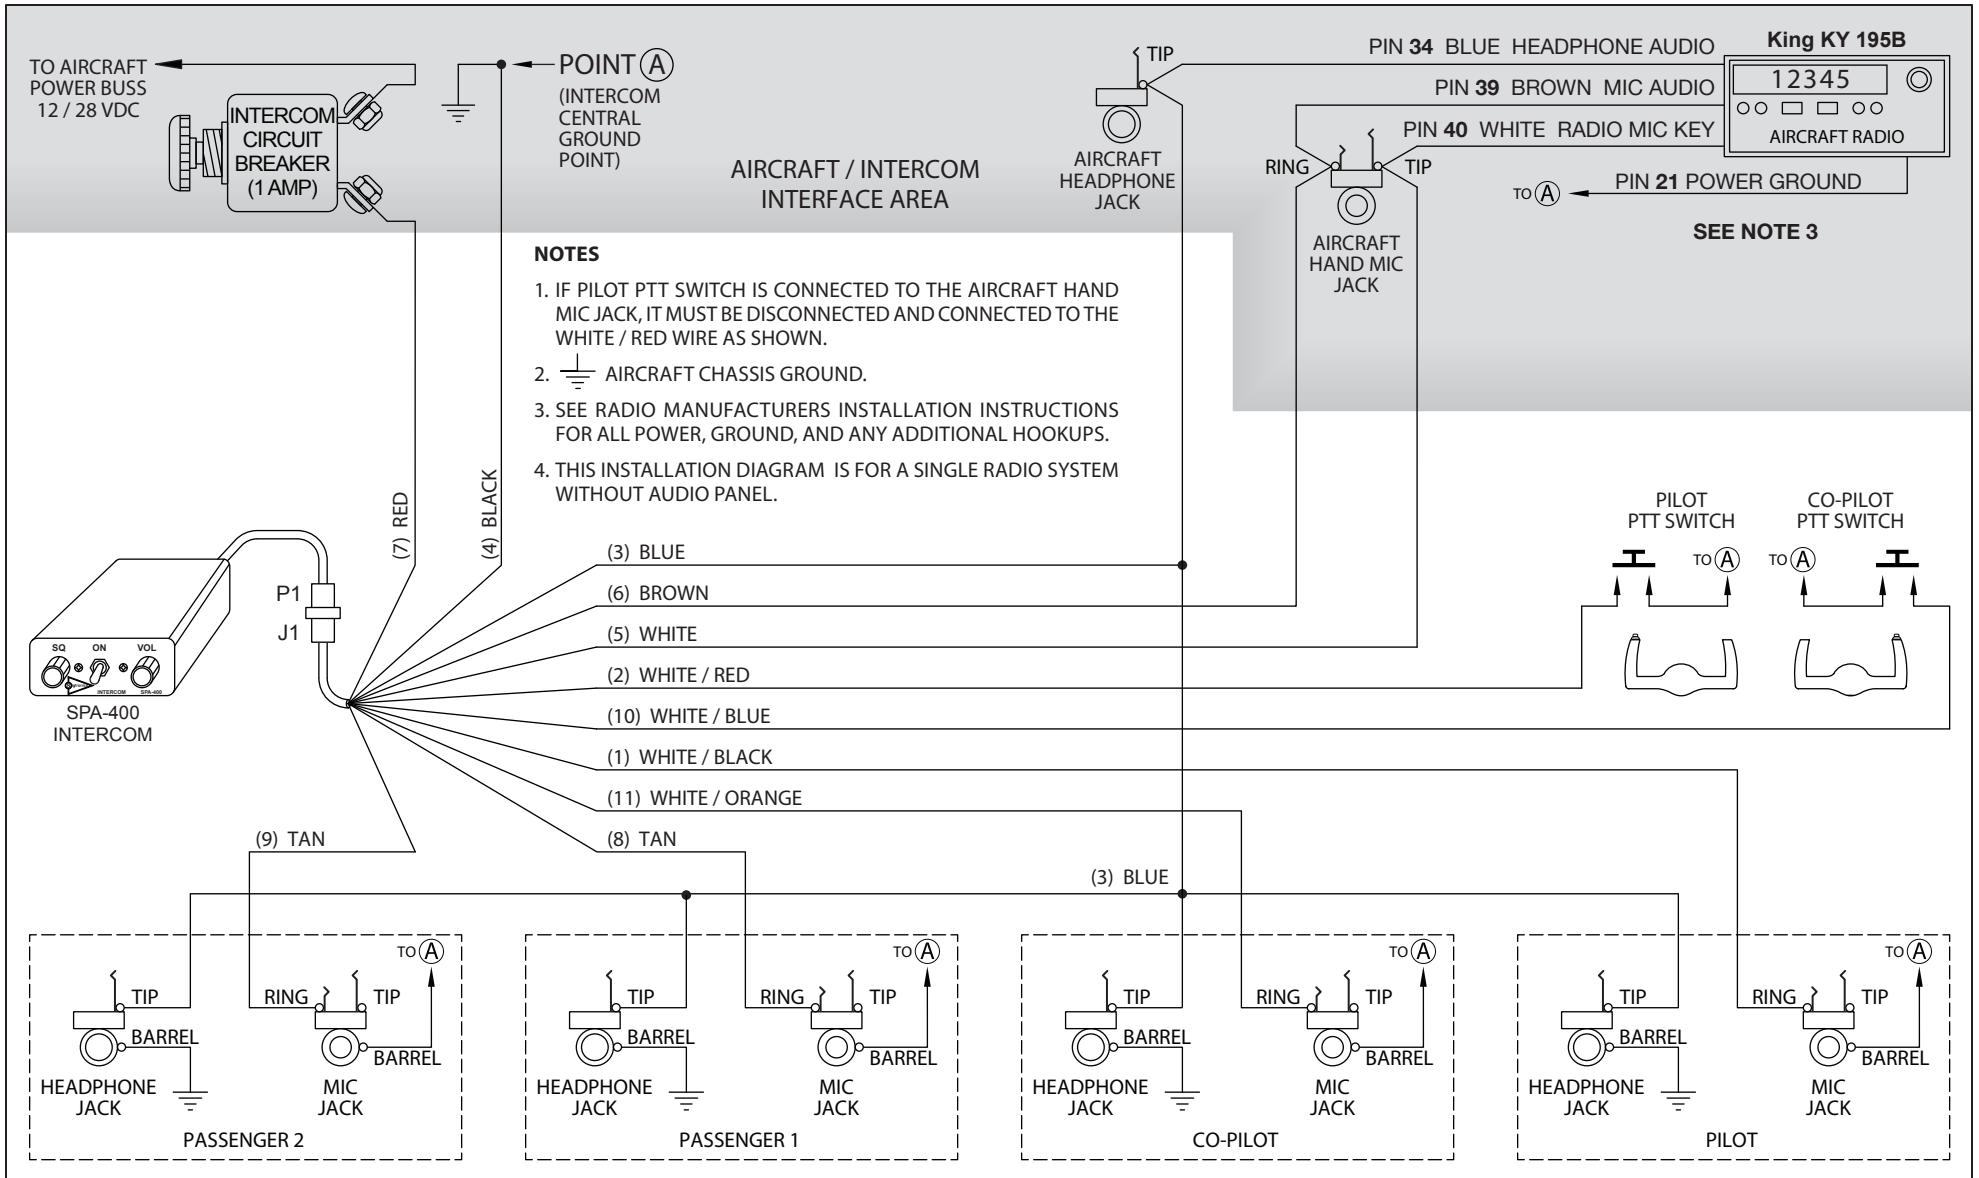 TO AIRCRAFT
POWER BUSS
12 / 28 VDC
INTERCOM
CIRCUIT
BREAKER
(1 AMP)
POINT A
(INTERCOM
CENTRAL
GROUND
POINT)
AIRCRAFT / INTERCOM
INTERFACE AREA
TIP
AIRCRAFT
HEADPHONE
JACK
PIN 34 BLUE HEADPHONE AUDIO
PIN 39 BROWN MIC AUDIO
PIN 40 WHITE RADIO MIC KEY
RING
TIP
AIRCRAFT
HAND MIC
JACK
King KY 195B
12345
AIRCRAFT RADIO
TO A
PIN 21 POWER GROUND
SEE NOTE 3
NOTES
1. IF PILOT PTT SWITCH IS CONNECTED TO THE AIRCRAFT HAND
MIC JACK, IT MUST BE DISCONNECTED AND CONNECTED TO THE
WHITE / RED WIRE AS SHOWN.
2. AIRCRAFT CHASSIS GROUND.
3. SEE RADIO MANUFACTURERS INSTALLATION INSTRUCTIONS
FOR ALL POWER, GROUND, AND ANY ADDITIONAL HOOKUPS.
4. THIS INSTALLATION DIAGRAM IS FOR A SINGLE RADIO SYSTEM
WITHOUT AUDIO PANEL.
(7) RED
(4) BLACK
P1
J1
SQ ON VOL
INTERCOM SPA-400
SPA-400
INTERCOM
(3) BLUE
(6) BROWN
(5) WHITE
(2) WHITE / RED
(10) WHITE / BLUE
(1) WHITE / BLACK
(11) WHITE / ORANGE
(9) TAN
(8) TAN
(3) BLUE
PILOT
PTT SWITCH
TO A
CO-PILOT
PTT SWITCH
TO A
TO A
TIP
RING
TIP
BARREL
BARREL
HEADPHONE
JACK
MIC
JACK
PASSENGER 2
TO A
TIP
RING
TIP
BARREL
BARREL
HEADPHONE
JACK
MIC
JACK
PASSENGER 1
TO A
TIP
RING
TIP
BARREL
BARREL
HEADPHONE
JACK
MIC
JACK
CO-PILOT
TO A
TIP
RING
TIP
BARREL
BARREL
HEADPHONE
JACK
MIC
JACK
PILOT